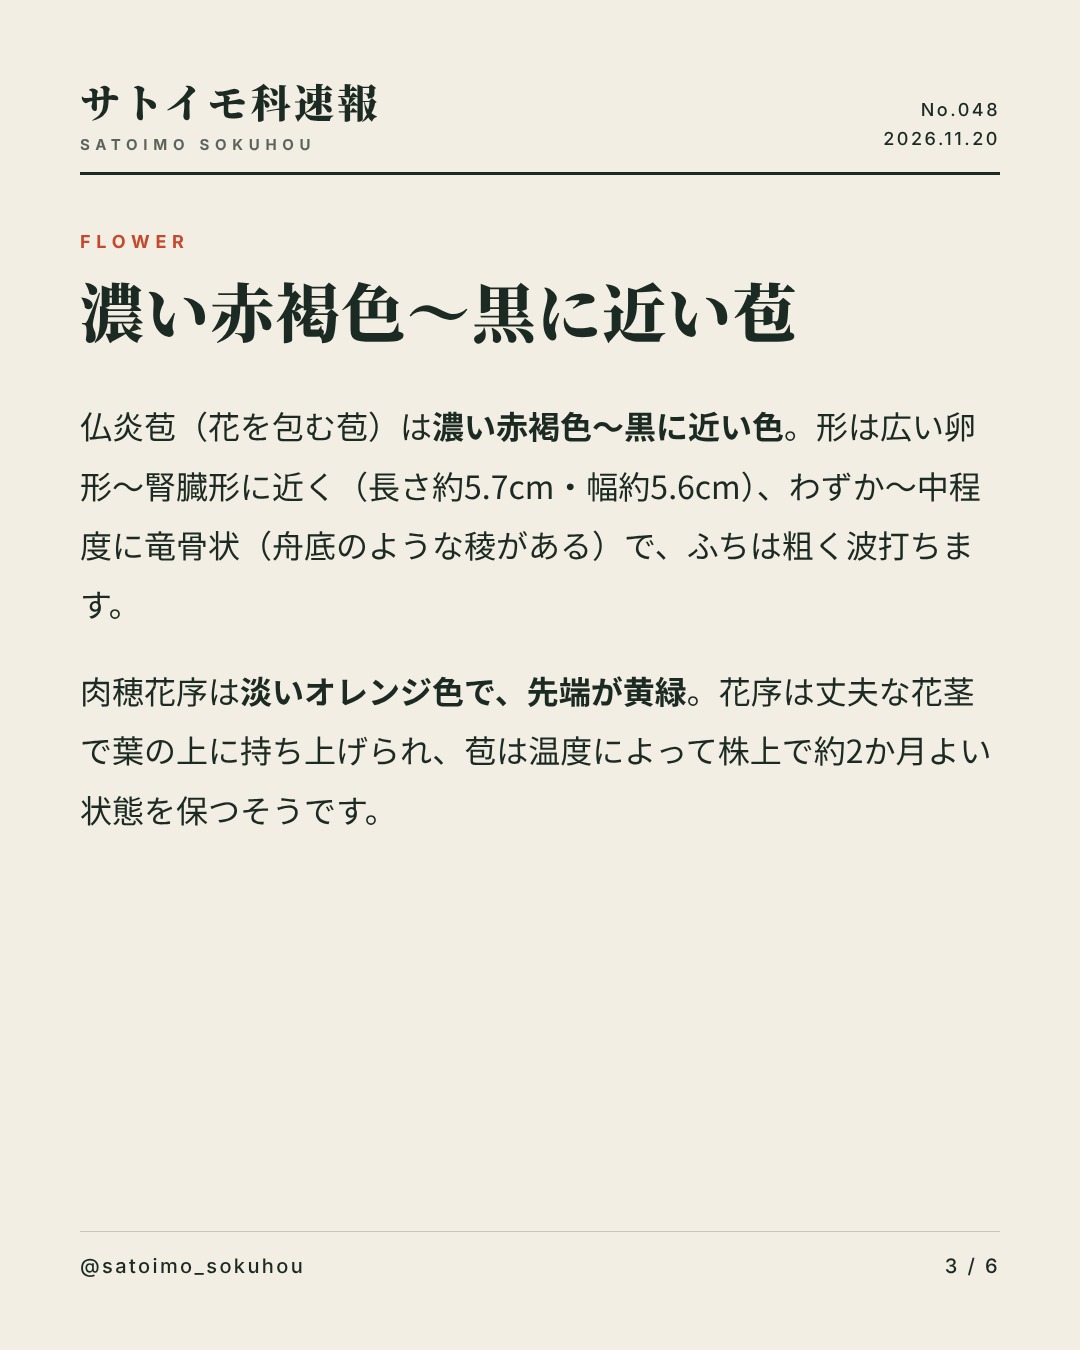 サトイモ科速報
SATOIMO SOKUHOU
No.048
2026.11.20
FLOWER
濃い赤褐色〜黒に近い苞
仏炎苞（花を包む苞）は濃い赤褐色〜黒に近い色。形は広い卵
形〜腎臓形に近く（長さ約5.7cm・幅約5.6cm）、わずか〜中程
度に竜骨状（舟底のような稜がある）で、ふちは粗く波打ちま
す。
肉穂花序は淡いオレンジ色で、先端が黄緑。花序は丈夫な花茎
で葉の上に持ち上げられ、苞は温度によって株上で約2か月よい
状態を保つそうです。
@satoimo_sokuhou
3 / 6